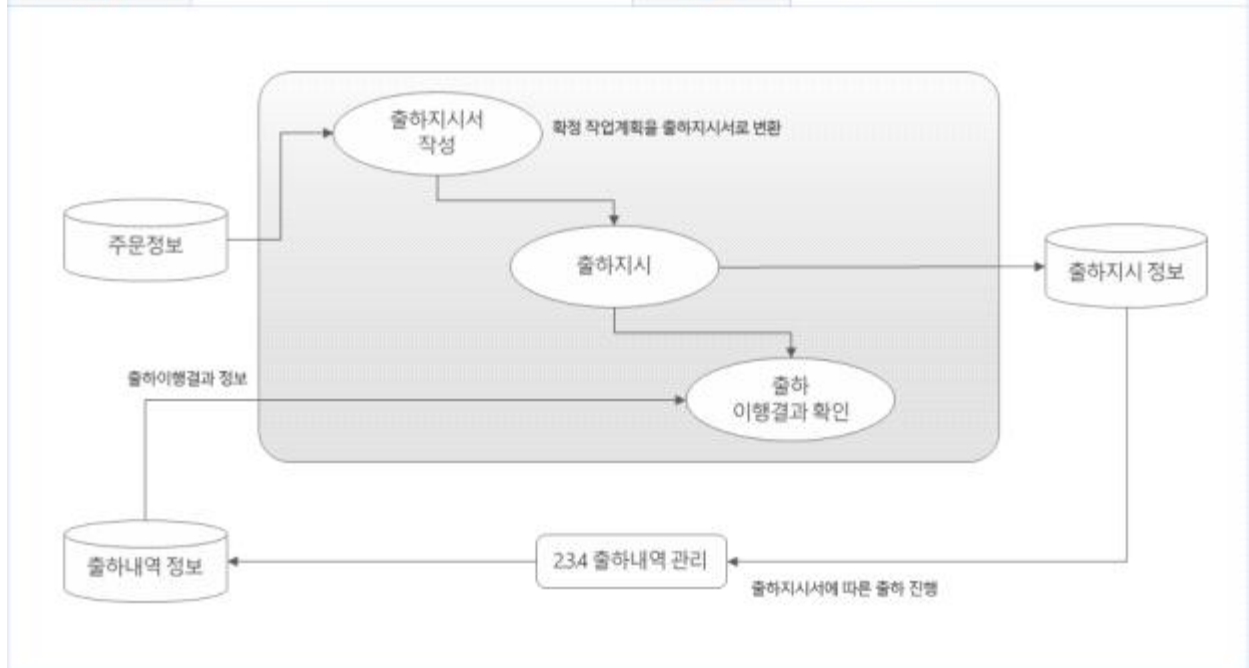 출하지시서
작성
확정 작업계획을 출하지시서로 변환
주문정보
출하지시
출하지시 정보
출하이행결과 정보
출하
이행결과 확인
출하내역 정보
2.3.4 출하내역 관리
출하지시서에 따른 출하 진행